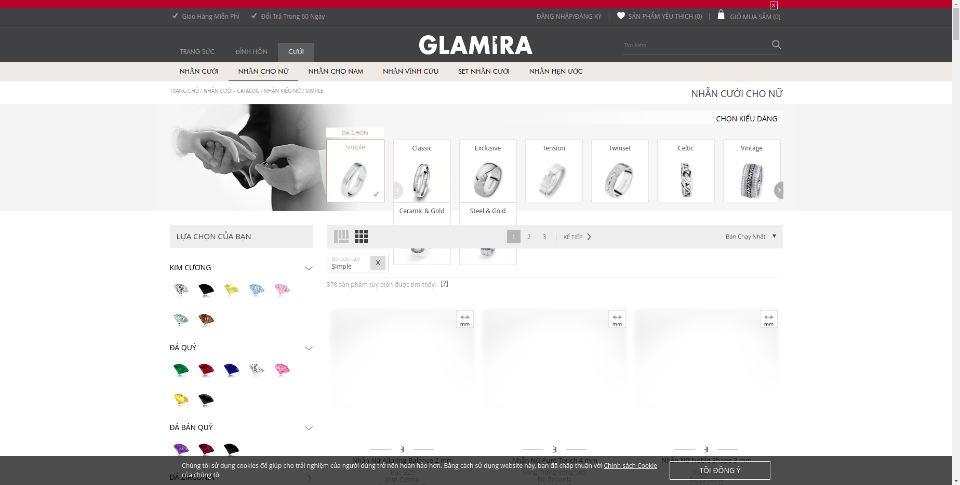 x
Giao Hàng Miễn Phí
Đổi Trả Trong 60 Ngày
ĐĂNG NHẬP/ĐĂNG KÝ
SẢN PHẨM YÊU THÍCH (0)
GIỎ MUA SẮM (0)
TRANG SỨC
ĐÍNH HÔN
CƯỚI
GLAMIRA
Tìm kiếm
NHẪN CƯỚI
NHẪN CHO NỮ
NHẪN CHO NAM
NHẪN VĨNH CỬU
SET NHẪN CƯỚI
NHẪN HẸN ƯỚC
TRANG CHỦ / NHẪN CƯỚI - CATALOG / NHẪN KIỂU NỮ / SIMPLE
NHẪN CƯỚI CHO NỮ
CHỌN KIỂU DÁNG
ĐÃ CHỌN
Simple
Classic
Exclusive
Tension
Twinset
Celtic
Vintage
Ceramic & Gold
Steel & Gold
LỰA CHỌN CỦA BẠN
1
2
3
KẾ TIẾP
Bán Chạy Nhất
Bộ sưu tập
Simple
X
378 sản phẩm tùy biến được tìm thấy.
[?]
KIM CƯƠNG
mm
mm
mm
ĐÁ QUÝ
ĐÁ BÁN QUÝ
Chúng tôi sử dụng cookies để giúp cho trải nghiệm của người dùng trở nên hoàn hảo hơn. Bằng cách sử dụng website này, bạn đã chấp thuận với Chính sách Cookie
của chúng tôi.
TÔI ĐỒNG Ý